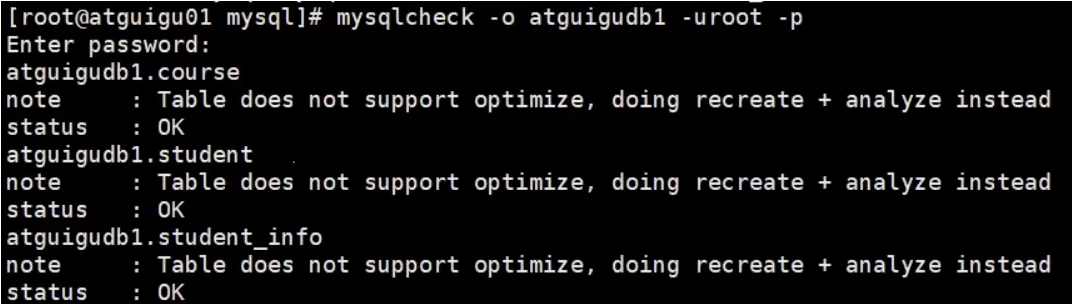 [root@atguigu01 mysql]# mysqlcheck -o atguigudb1 -uroot -p
Enter password:
atguigudb1.course
note     : Table does not support optimize, doing recreate + analyze instead
status   : OK
atguigudb1.student
note     : Table does not support optimize, doing recreate + analyze instead
status   : OK
atguigudb1.student_info
note     : Table does not support optimize, doing recreate + analyze instead
status   : OK